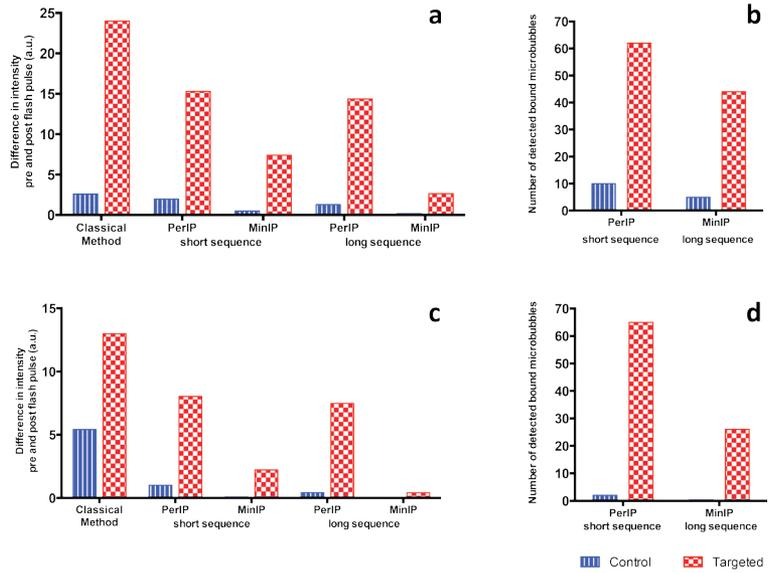 a
Difference in intensity
pre and post flash pulse (a.u.)
25
20
15
10
5
0
Classical
Method
PerIP
MinIP
PerIP
MinIP
short sequence
long sequence
b
Number of detected bound microbubbles
70
60
50
40
30
20
10
0
PerIP
MinIP
short sequence
long sequence
c
Difference in intensity
pre and post flash pulse (a.u.)
15
10
5
0
Classical
Method
PerIP
MinIP
PerIP
MinIP
short sequence
long sequence
d
Number of detected bound microbubbles
70
60
50
40
30
20
10
0
PerIP
MinIP
short sequence
long sequence
Control
Targeted